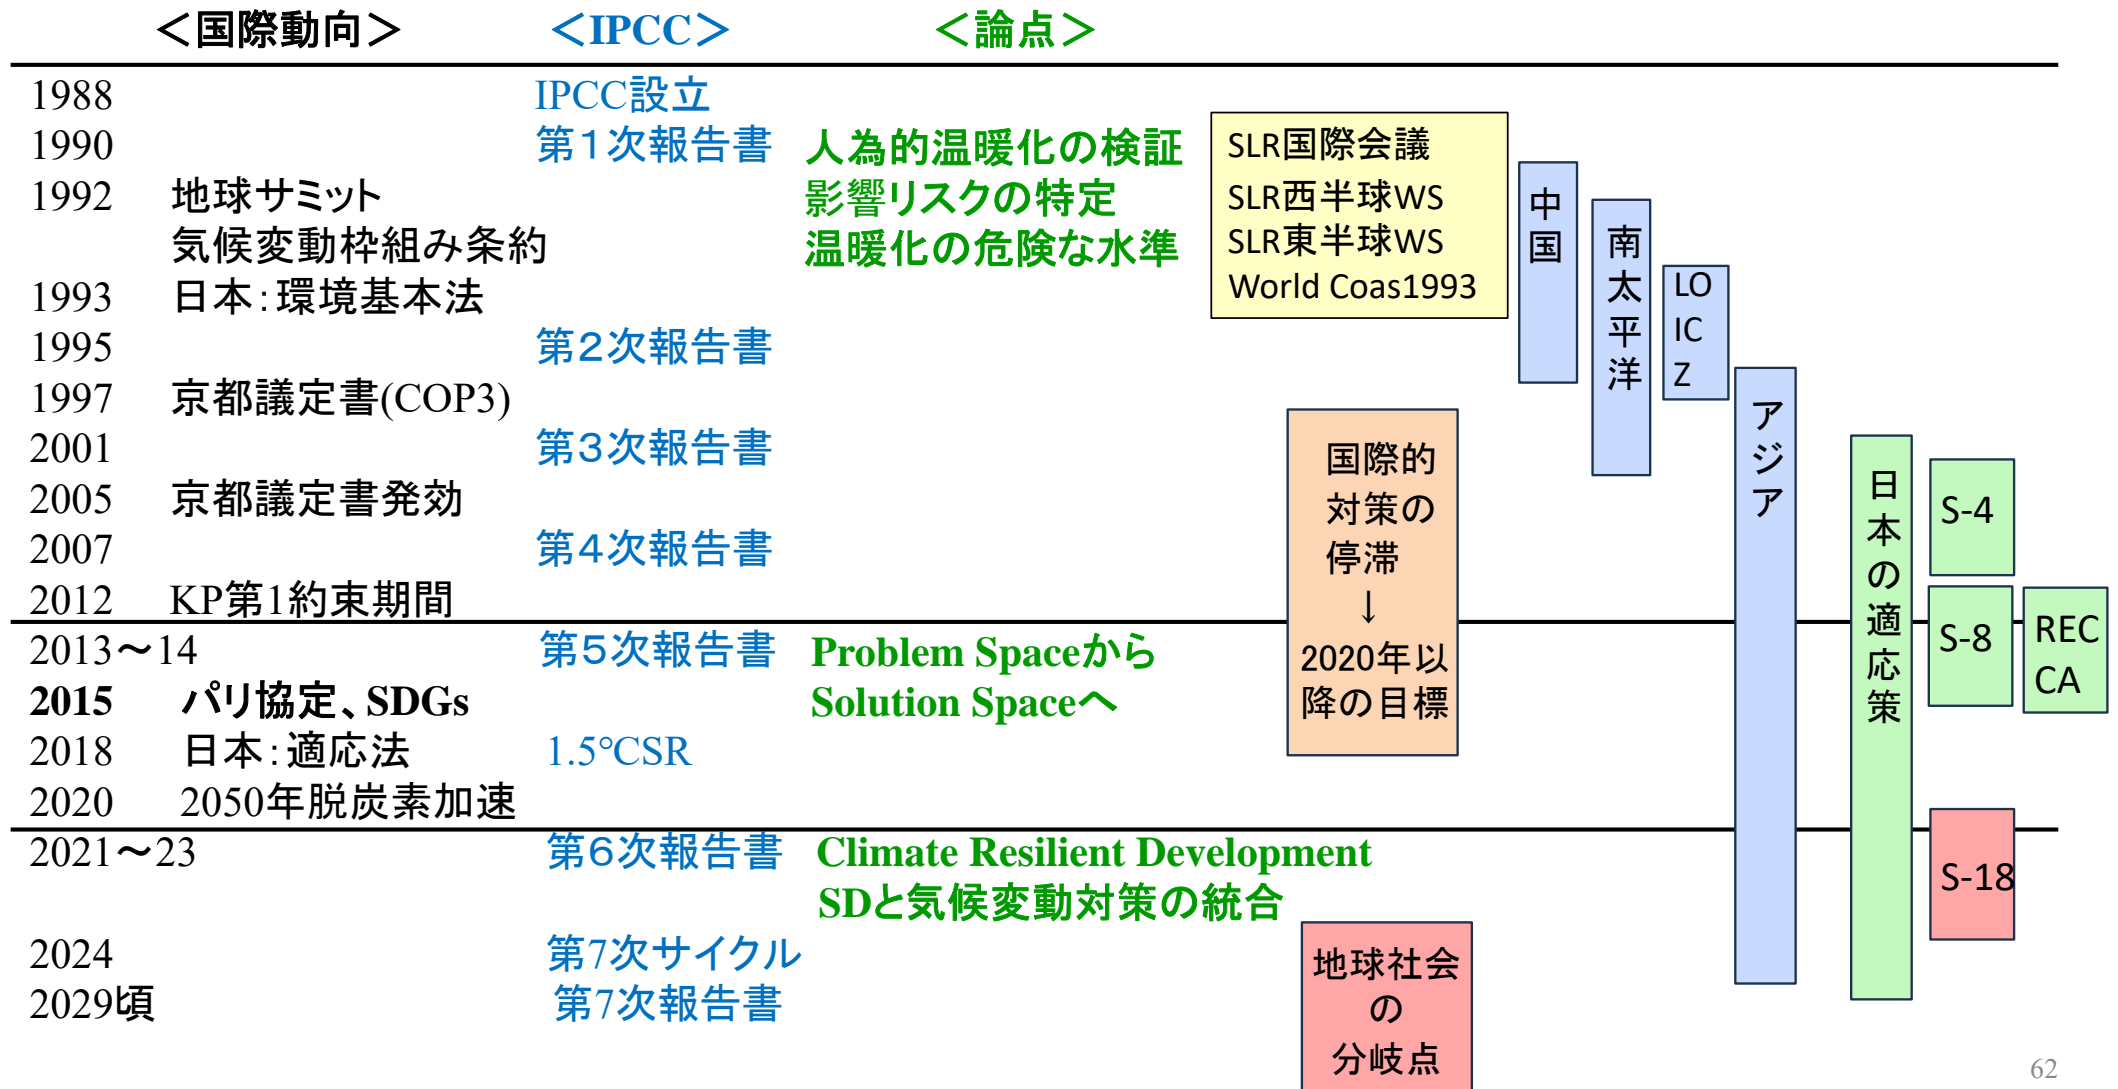 ＜国際動向＞ ＜IPCC＞ ＜論点＞
1988 IPCC設立
1990 第１次報告書 人為的温暖化の検証
1992 地球サミット 影響リスクの特定
気候変動枠組み条約 温暖化の危険な水準
1993 日本：環境基本法
1995 第２次報告書
1997 京都議定書(COP3)
2001 第３次報告書
2005 京都議定書発効
2007 第４次報告書
2012 KP第1約束期間
2013～14 第５次報告書 Problem Spaceから
2015 パリ協定、SDGs Solution Spaceへ
2018 日本：適応法 1.5℃SR
2020 2050年脱炭素加速
2021～23 第６次報告書 Climate Resilient Development
SDと気候変動対策の統合
2024 第7次サイクル
2029頃 第7次報告書
SLR国際会議
SLR西半球WS
SLR東半球WS
World Coas1993
中国
南太平洋
LO
IC
Z
アジア
国際的
対策の
停滞
↓
2020年以
降の目標
日本の適応策
S-4
S-8
REC
CA
S-18
地球社会
の
分岐点
62